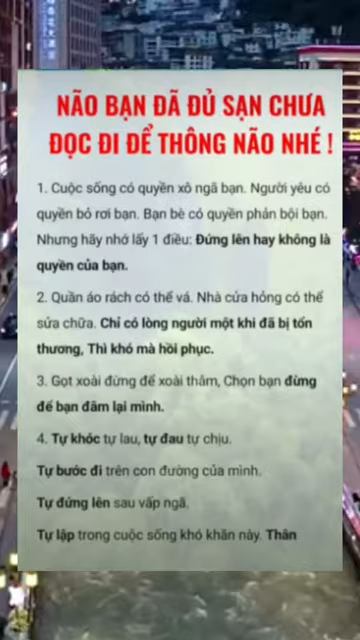 NÃO BẠN ĐÃ ĐỦ SẠN CHƯA
ĐỌC ĐI ĐỂ THÔNG NÃO NHÉ !
1. Cuộc sống có quyền xô ngã bạn. Người yêu có
quyền bỏ rơi bạn. Bạn bè có quyền phản bội bạn.
Nhưng hãy nhớ lấy 1 điều: Đứng lên hay không là
quyền của bạn.
2. Quần áo rách có thể vá. Nhà cửa hỏng có thể
sửa chữa. Chỉ có lòng người một khi đã bị tổn
thương, Thì khó mà hồi phục.
3. Gọt xoài đừng để xoài thâm, Chọn bạn đừng
để bạn đâm lại mình.
4. Tự khóc tự lau, tự đau tự chịu.
Tự bước đi trên con đường của mình.
Tự đứng lên sau vấp ngã.
Tự lập trong cuộc sống khó khăn này. Thân